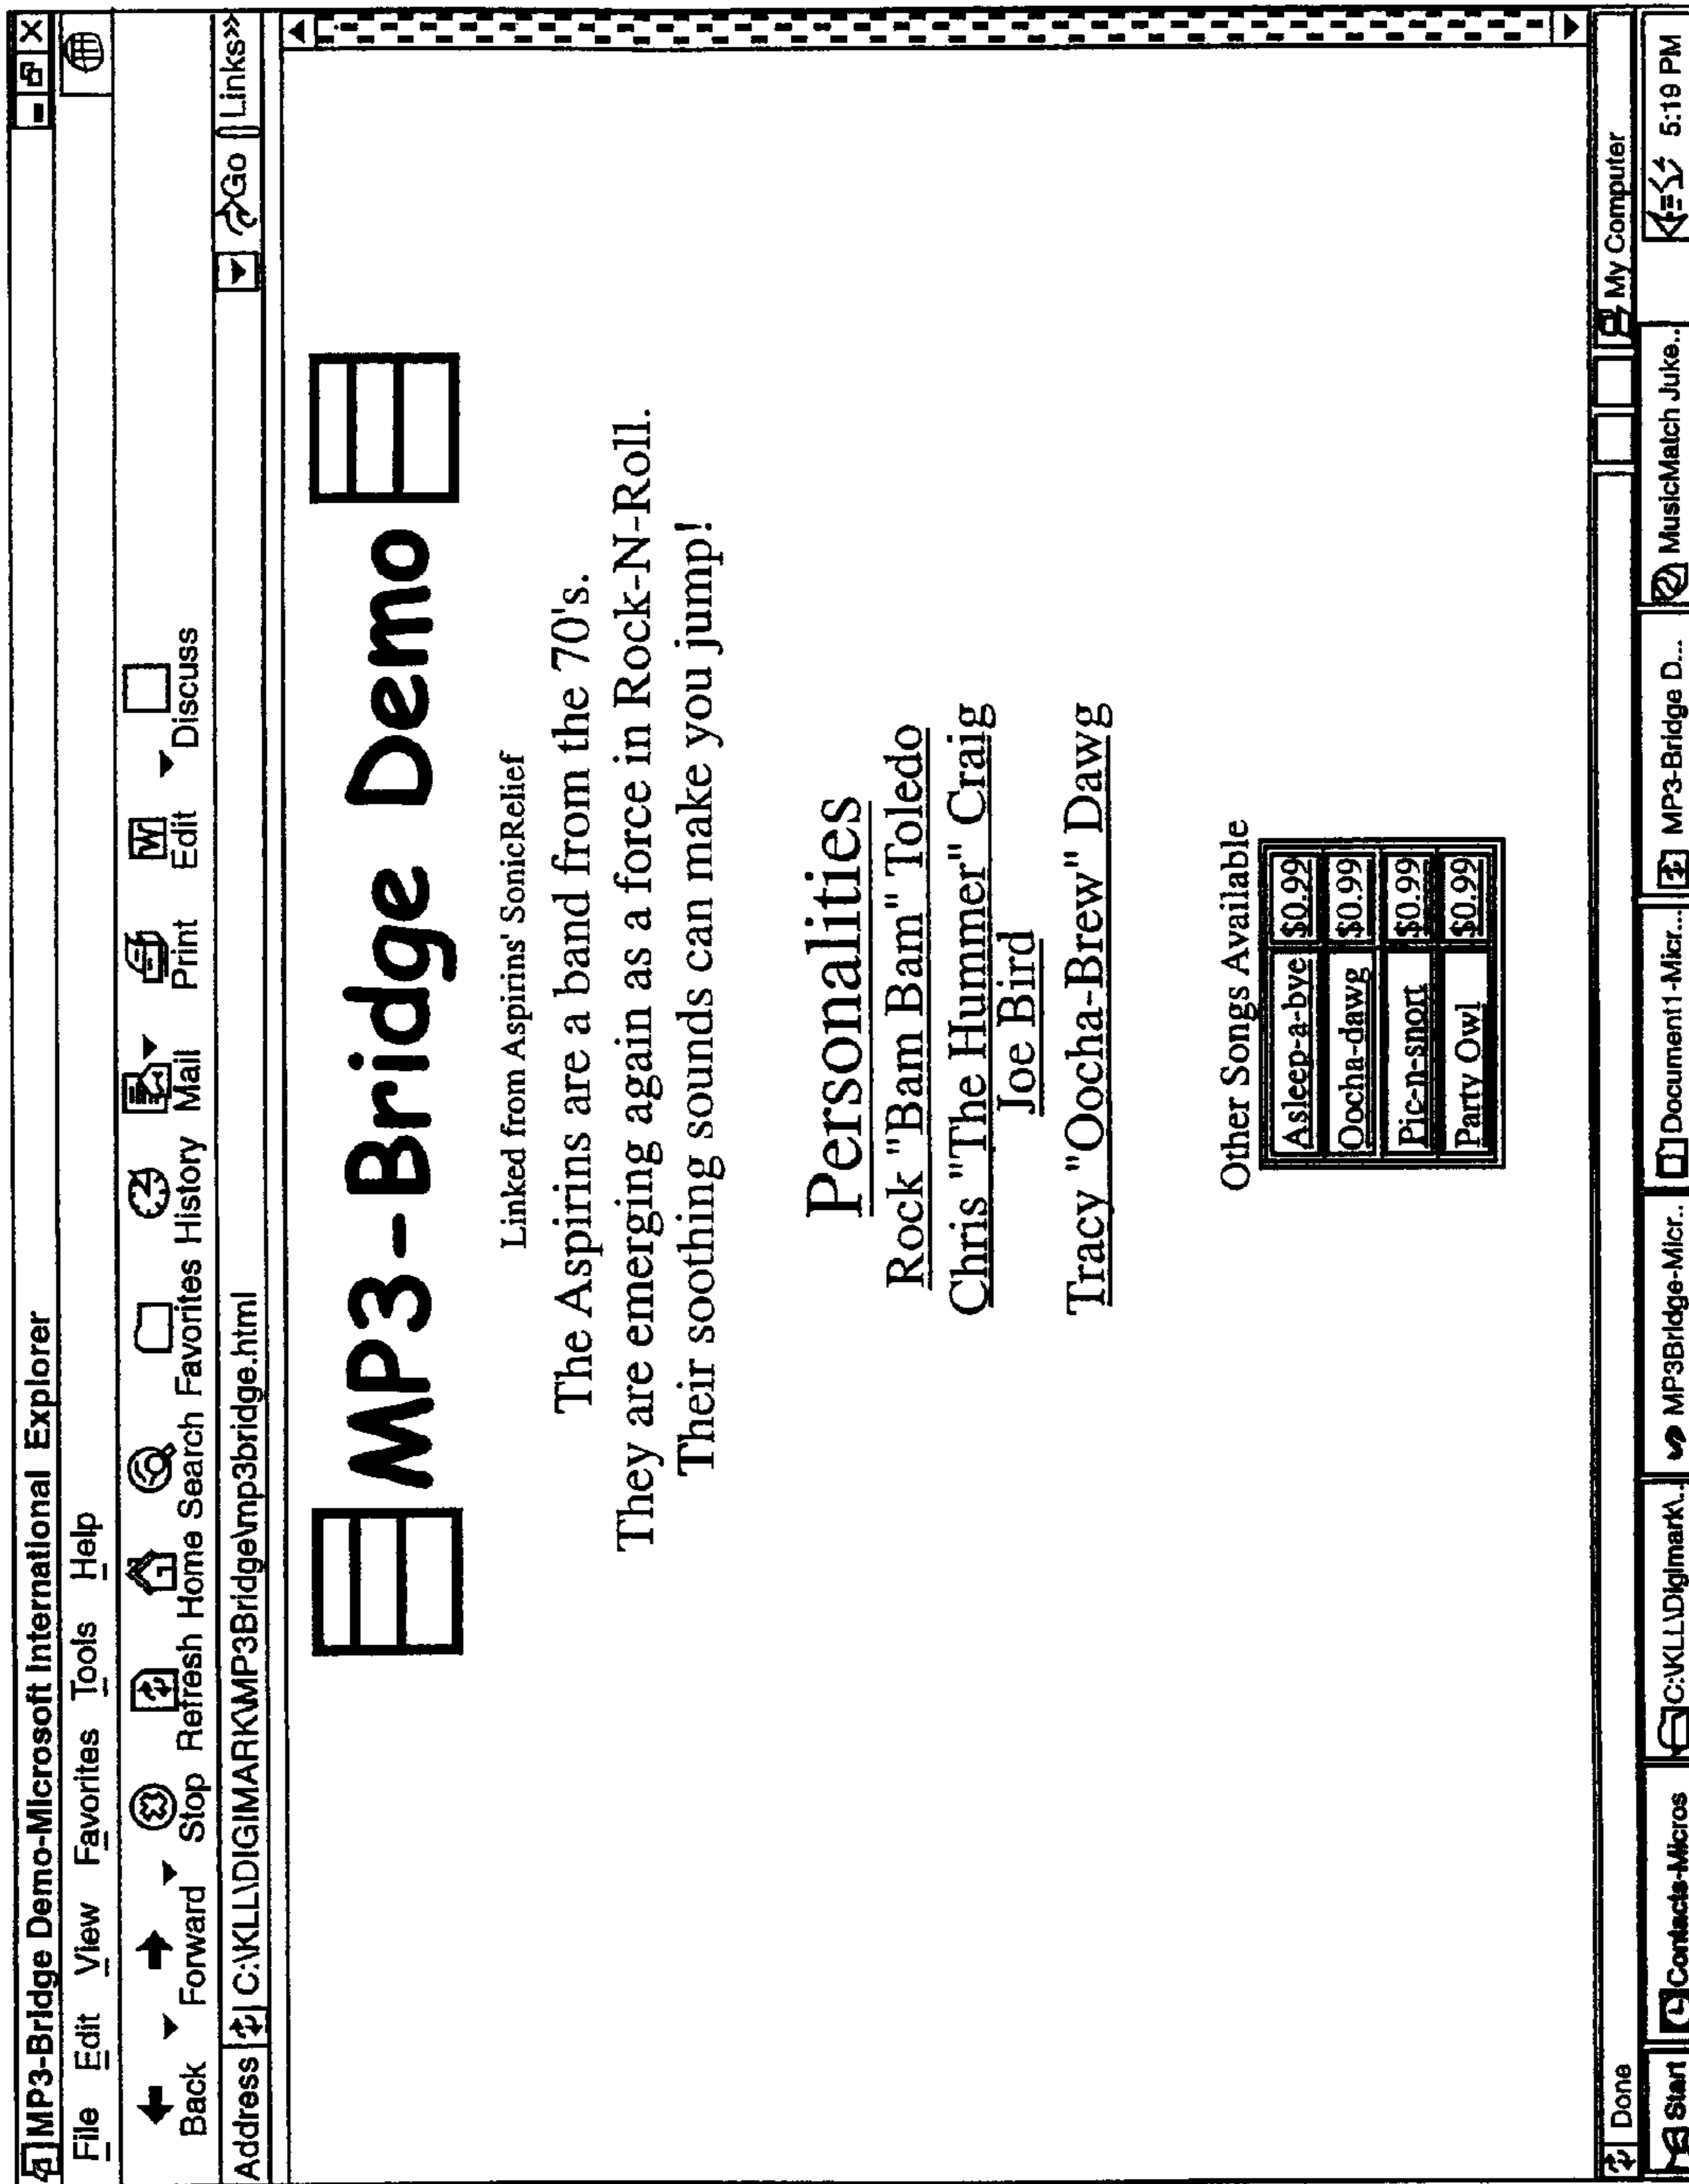 MP3-Bridge Demo-Microsoft International Explorer
File Edit View Favorites Tools Help
Back Forward Stop Refresh Home Search Favorites History Mail Print Edit Discuss
Address C:\KLL\DIGIMARK\MP3Bridge\mp3bridge.html Go Links»
MP3-Bridge Demo
Linked from Aspirins' SonicRelief
The Aspirins are a band from the 70's.
They are emerging again as a force in Rock-N-Roll.
Their soothing sounds can make you jump!
Personalities
Rock "Bam Bam" Toledo
Chris "The Hummer" Craig
Joe Bird
Tracy "Oocha-Brew" Dawg
Other Songs Available
Asleep-a-bye $0.99
Oocha-dawg $0.99
Pic-n-snort $0.99
Party Owl $0.99
Done My Computer
Start Contacts-Micros C:\KLL\Digimark\.. MP3Bridge-Micr.. Document1-Micr... MP3-Bridge D... MusicMatch Juke.. 5:19 PM